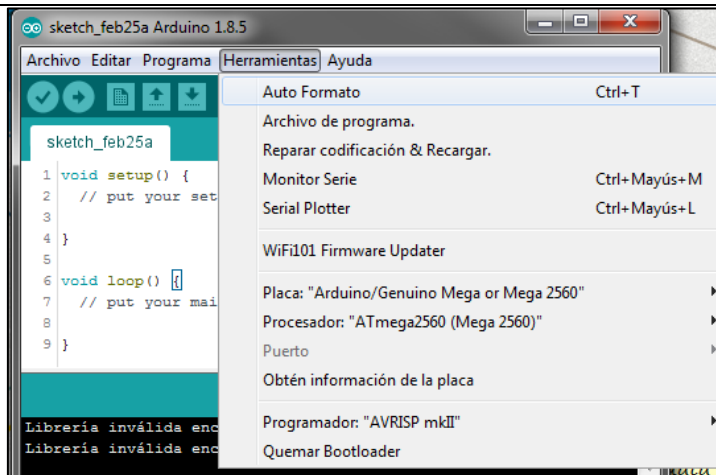 sketch_feb25a Arduino 1.8.5
Archivo Editar Programa Herramientas Ayuda
Auto Formato Ctrl+T
Archivo de programa.
Reparar codificación & Recargar.
Monitor Serie Ctrl+Mayús+M
Serial Plotter Ctrl+Mayús+L
WiFi101 Firmware Updater
Placa: "Arduino/Genuino Mega or Mega 2560"
Procesador: "ATmega2560 (Mega 2560)"
Puerto
Obtén información de la placa
Programador: "AVRISP mkII"
Quemar Bootloader
sketch_feb25a
1 void setup() {
2 // put your set
3
4 }
5
6 void loop() {
7 // put your mai
8
9 }
Librería inválida enc
Librería inválida enc